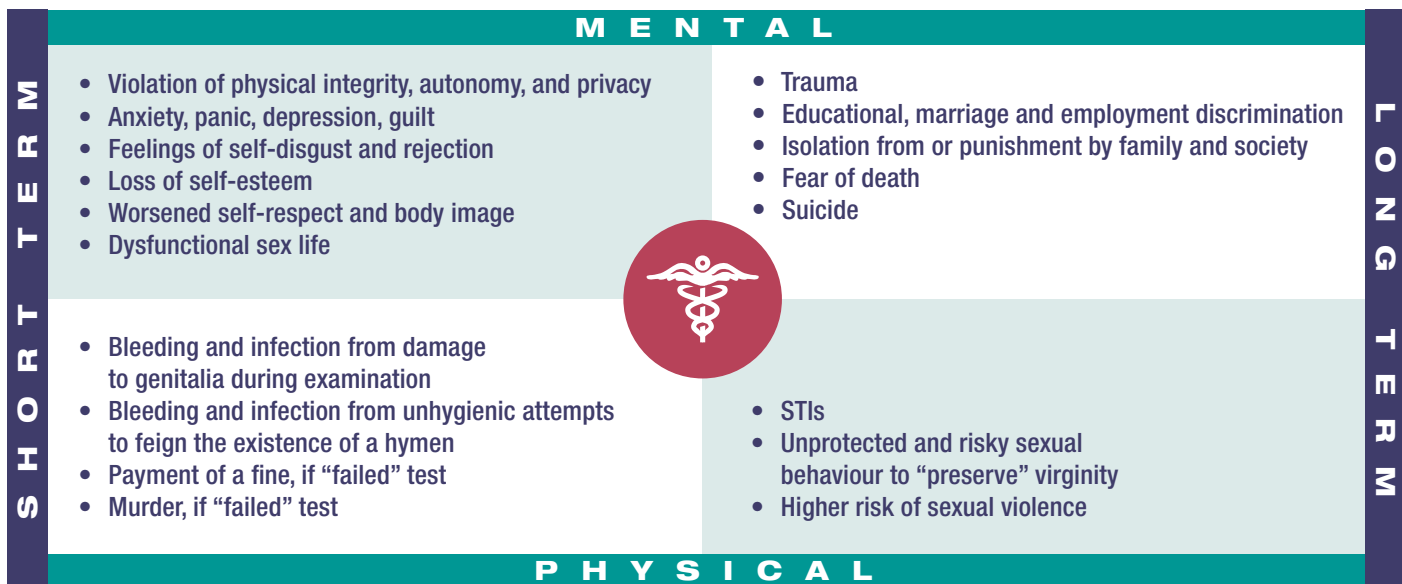 MENTAL
SHORT TERM
• Violation of physical integrity, autonomy, and privacy
• Anxiety, panic, depression, guilt
• Feelings of self-disgust and rejection
• Loss of self-esteem
• Worsened self-respect and body image
• Dysfunctional sex life
• Trauma
• Educational, marriage and employment discrimination
• Isolation from or punishment by family and society
• Fear of death
• Suicide
LONG TERM
• Bleeding and infection from damage
to genitalia during examination
• Bleeding and infection from unhygienic attempts
to feign the existence of a hymen
• Payment of a fine, if “failed” test
• Murder, if “failed” test
• STIs
• Unprotected and risky sexual
behaviour to “preserve” virginity
• Higher risk of sexual violence
PHYSICAL